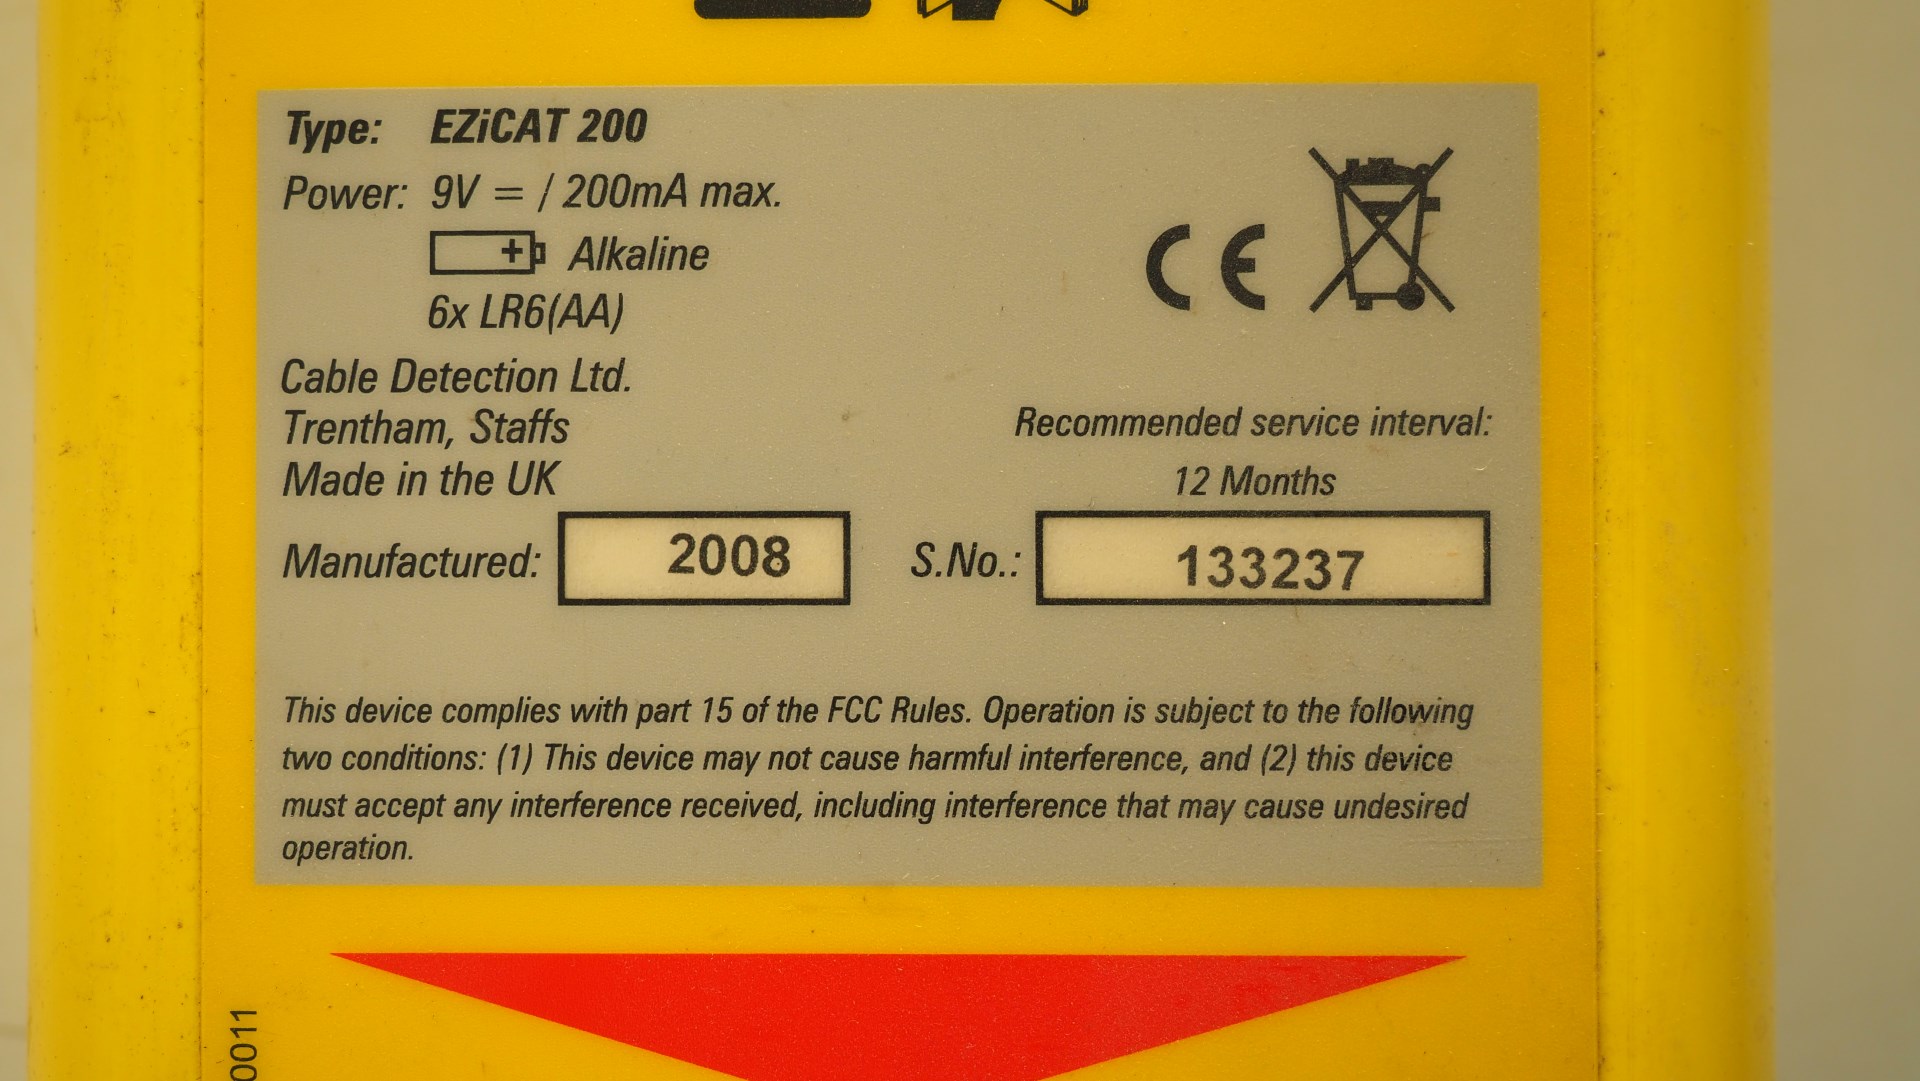 Type: EZiCAT 200
Power: 9V = / 200mA max.
+ Alkaline
6x LR6(AA)
CE
Cable Detection Ltd.
Trentham, Staffs
Made in the UK
Recommended service interval:
12 Months
Manufactured: 2008 S.No.: 133237
This device complies with part 15 of the FCC Rules. Operation is subject to the following
two conditions: (1) This device may not cause harmful interference, and (2) this device
must accept any interference received, including interference that may cause undesired
operation.
0011